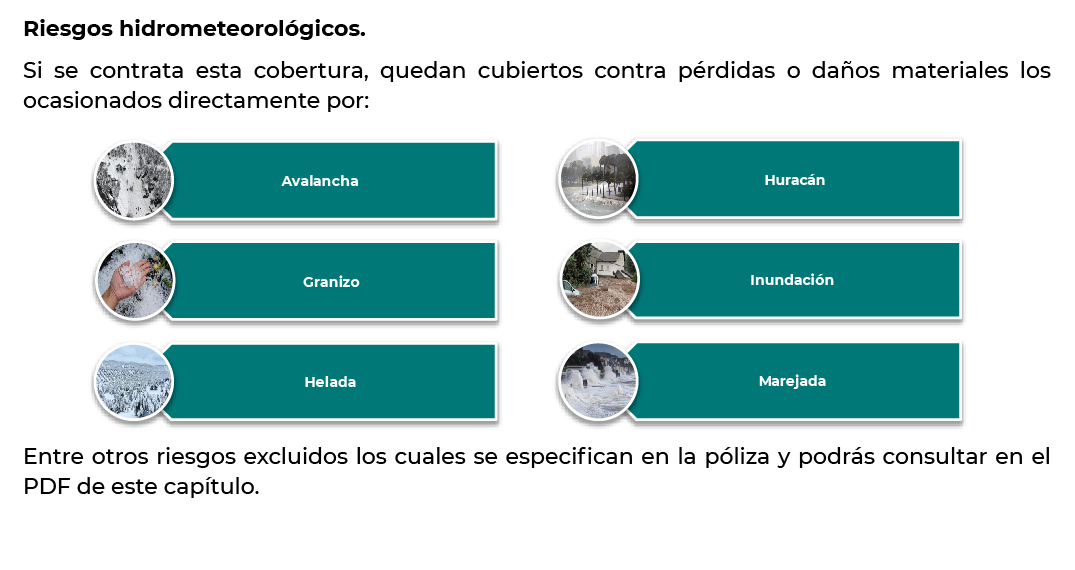 Riesgos hidrometeorológicos.
Si se contrata esta cobertura, quedan cubiertos contra pérdidas o daños materiales los
ocasionados directamente por:
Avalancha
Huracán
Granizo
Inundación
Helada
Marejada
Entre otros riesgos excluidos los cuales se especifican en la póliza y podrás consultar en el
PDF de este capítulo.